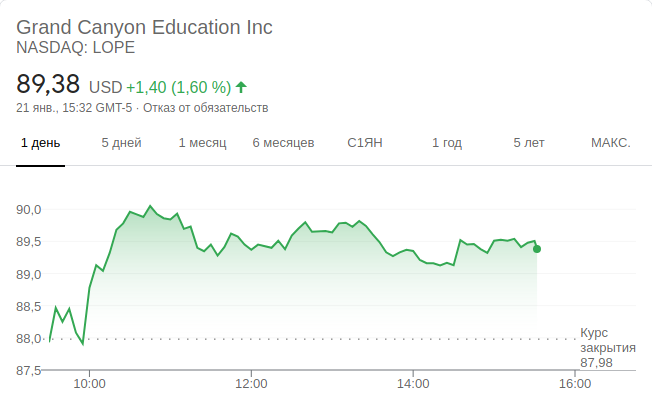 Grand Canyon Education Inc
NASDAQ: LOPE
89,38 USD +1,40 (1,60 %)
21 янв., 15:32 GMT-5 · Отказ от обязательств
1 день 5 дней 1 месяц 6 месяцев С1ЯН 1 год 5 лет МАКС.
90,0
89,5
89,0
88,5
88,0
87,5
Курс
закрытия
87,98
10:00 12:00 14:00 16:00